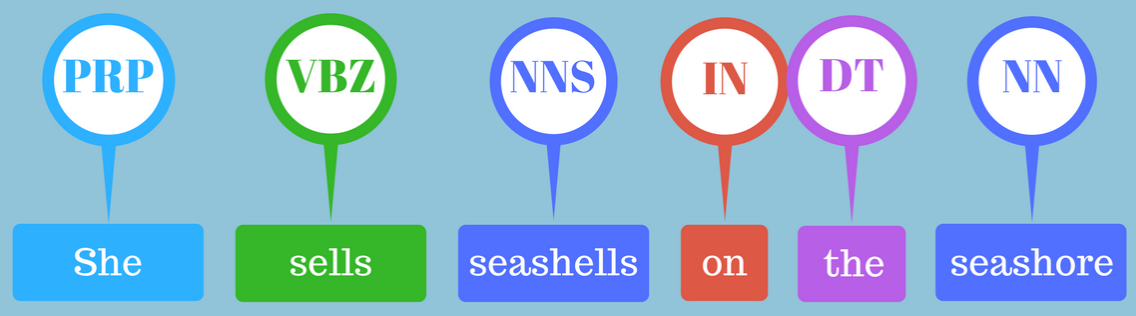 PRP VBZ NNS IN DT NN
She sells seashells on the seashore